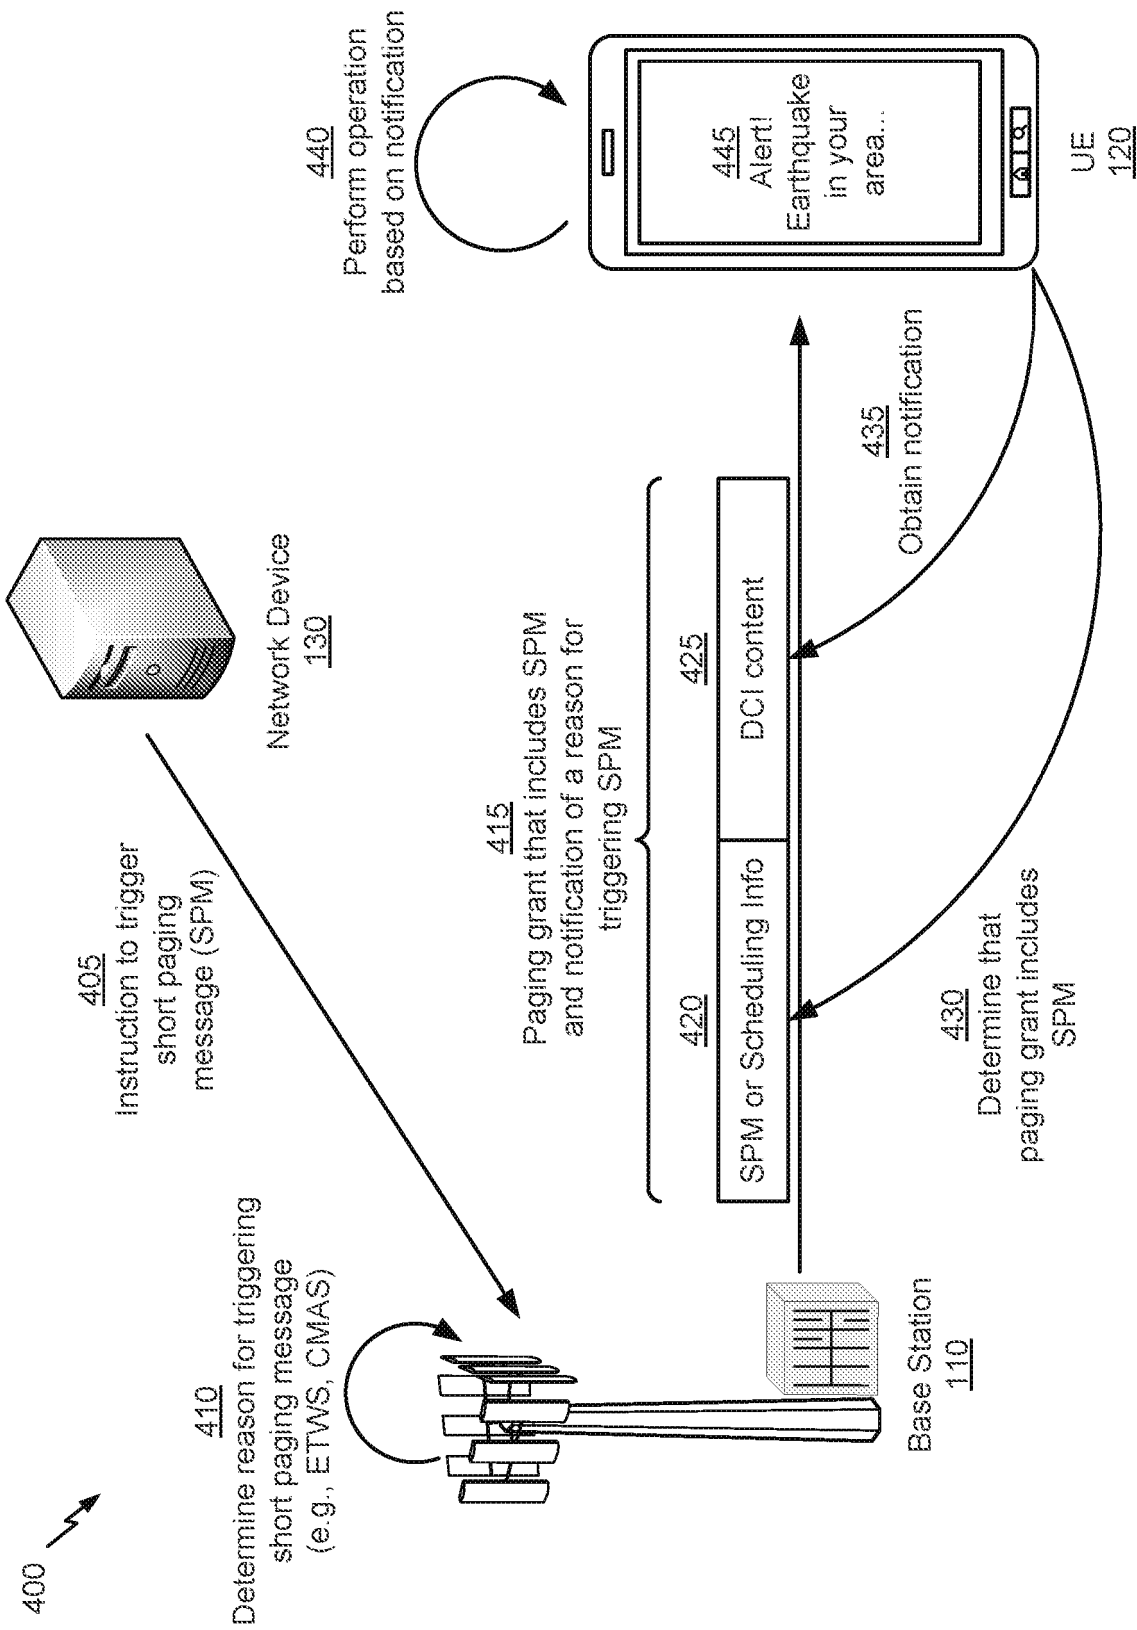 400
410
Determine reason for triggering
short paging message
(e.g., ETWS, CMAS)
405
Instruction to trigger
short paging
message (SPM)
Network Device
130
440
Perform operation
based on notification
415
Paging grant that includes SPM
and notification of a reason for
triggering SPM
420
SPM or Scheduling Info
425
DCI content
445
Alert!
Earthquake
in your
area...
435
Obtain notification
430
Determine that
paging grant includes
SPM
Base Station
110
UE
120